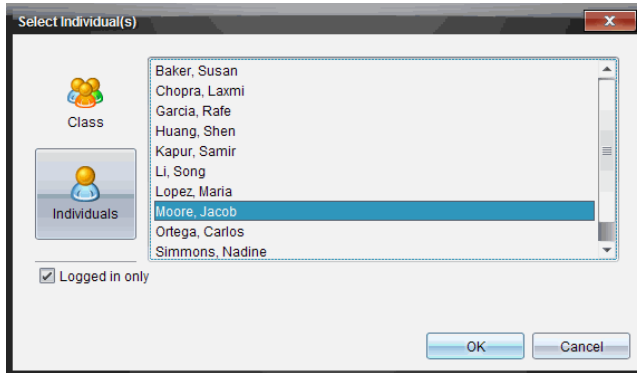 Select Individual(s)
Class
Individuals
Logged in only
Baker, Susan
Chopra, Laxmi
Garcia, Rafe
Huang, Shen
Kapur, Samir
Li, Song
Lopez, Maria
Moore, Jacob
Ortega, Carlos
Simmons, Nadine
OK
Cancel